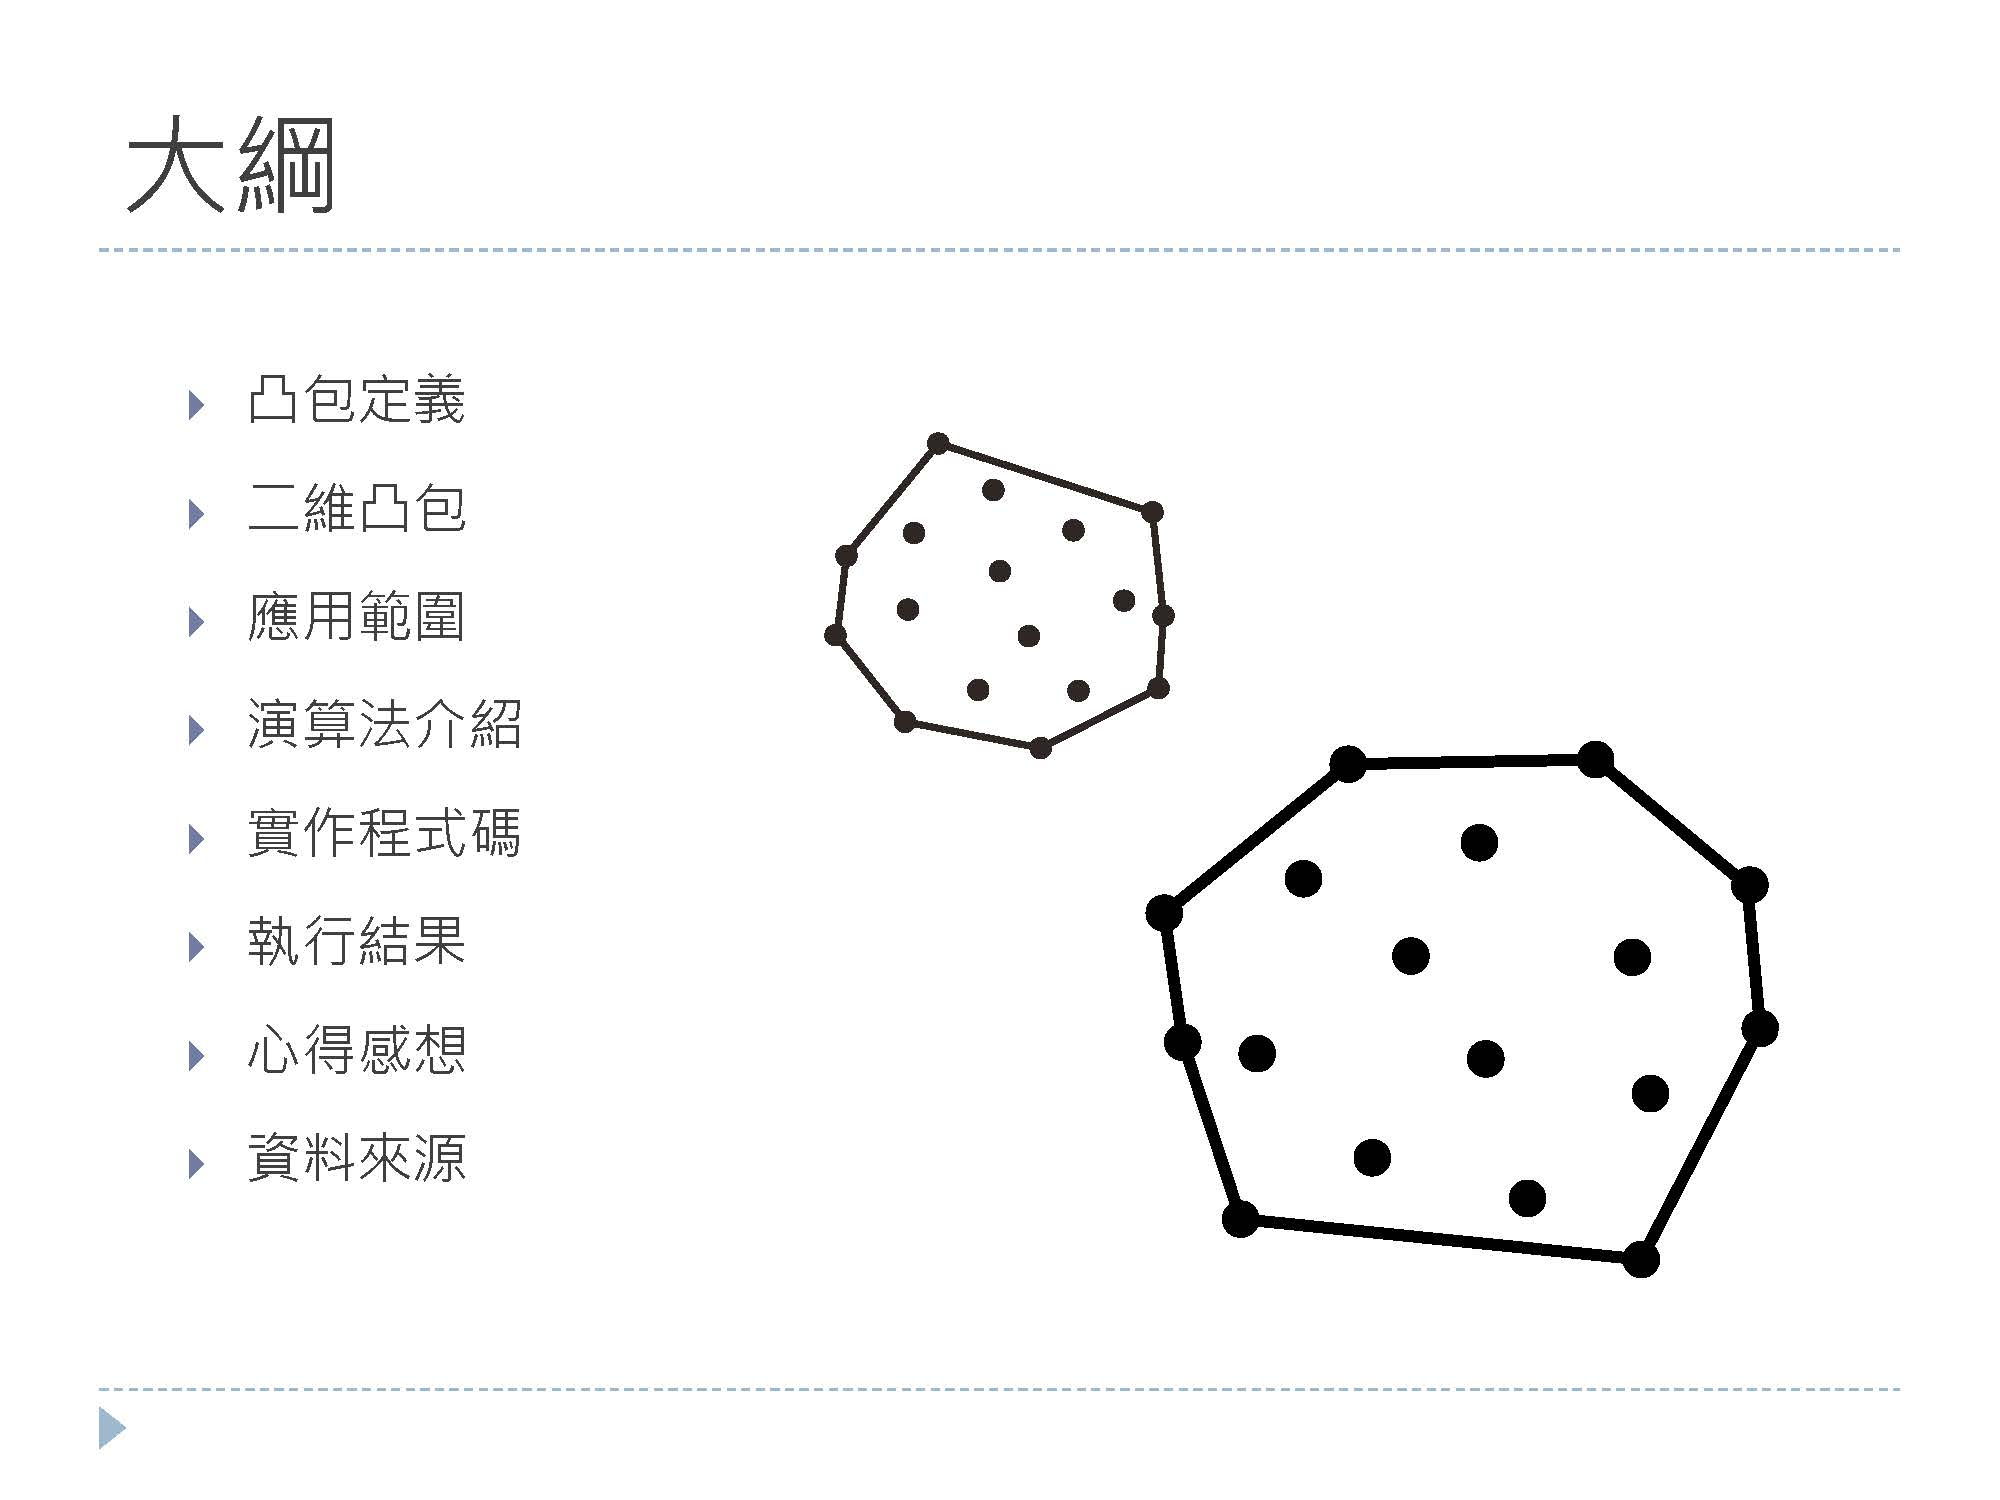 大綱
凸包定義
二維凸包
應用範圍
演算法介紹
實作程式碼
執行結果
心得感想
資料來源